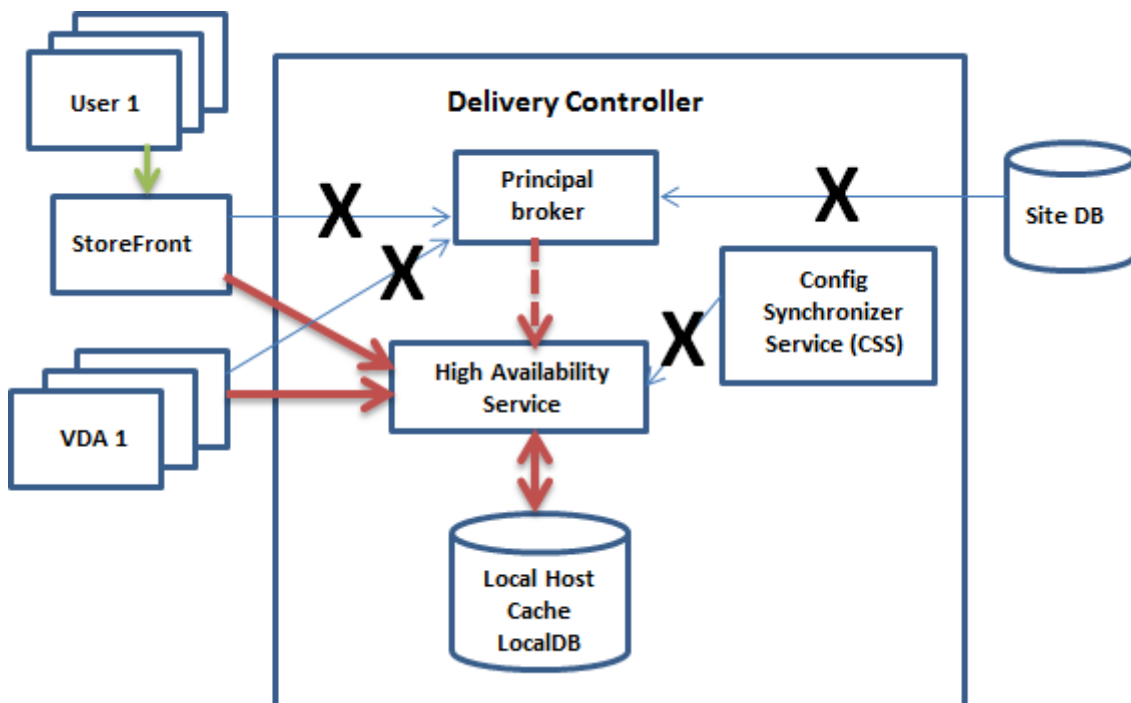 User 1
Delivery Controller
Principal
broker
X
X
StoreFront
Site DB
X
Config
Synchronizer
Service (CSS)
X
High Availability
Service
VDA 1
Local Host
Cache
LocalDB